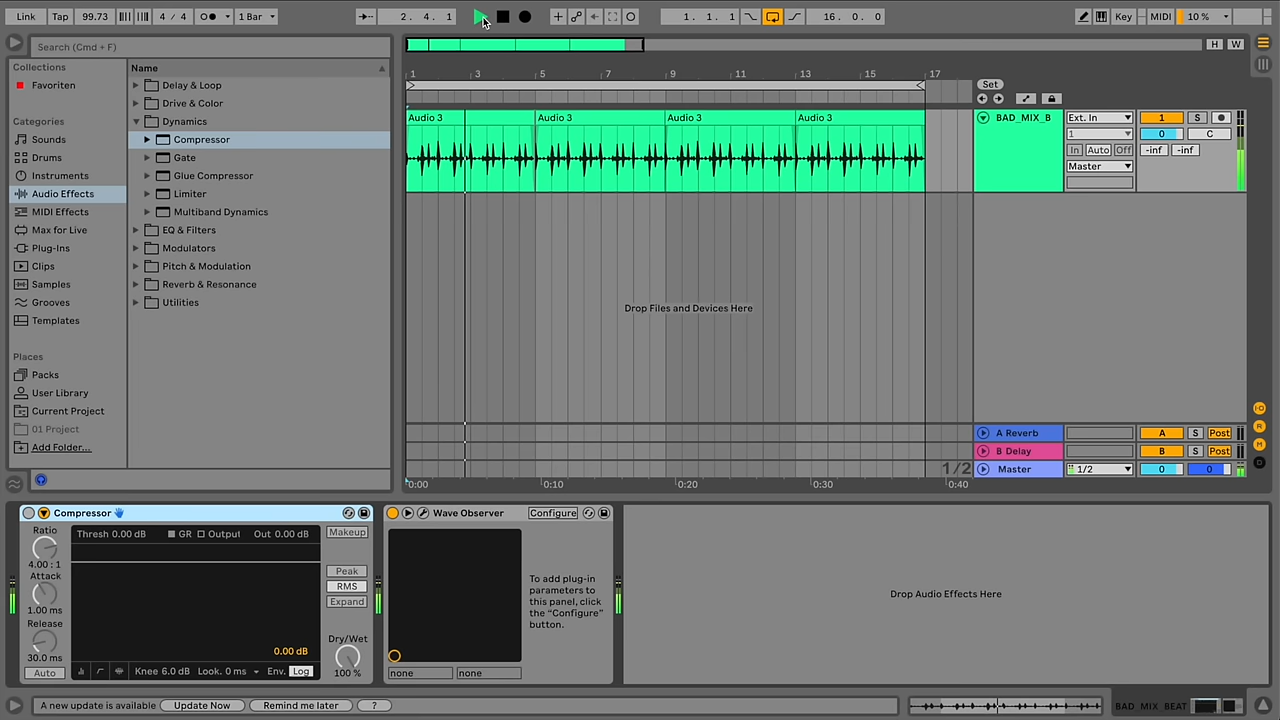 Link Tap 99.73 4 / 4 1 Bar 2. 4. 1 1. 1. 1 16. 0. 0 Key MIDI 10 %
Search (Cmd + F)
H W
Collections
Favoriten
Categories
Sounds
Drums
Instruments
Audio Effects
MIDI Effects
Max for Live
Plug-Ins
Clips
Samples
Grooves
Templates
Places
Packs
User Library
Current Project
01 Project
Add Folder...
Name
Delay & Loop
Drive & Color
Dynamics
Compressor
Gate
Glue Compressor
Limiter
Multiband Dynamics
EQ & Filters
Modulators
Pitch & Modulation
Reverb & Resonance
Utilities
1 3 5 7 9 11 13 15 17
Set
Audio 3 Audio 3 Audio 3 Audio 3
BAD_MIX_B Ext. In 1 S
1 0 C
In Auto Off -inf -inf
Master
Drop Files and Devices Here
A Reverb A S Post
B Delay B S Post
1/2 Master 1/2 0 0
0:00 0:10 0:20 0:30 0:40
I·O
R
M
D
Compressor
Ratio
4.00 : 1
Attack
1.00 ms
Release
30.0 ms
Auto
Thresh 0.00 dB GR Output Out 0.00 dB
0.00 dB
Knee 6.0 dB Look. 0 ms Env. Log
Makeup
Peak
RMS
Expand
Dry/Wet
100 %
Wave Observer Configure
To add plug-in
parameters to
this panel, click
the “Configure”
button.
none none
Drop Audio Effects Here
A new update is available Update Now Remind me later ?
BAD MIX BEAT